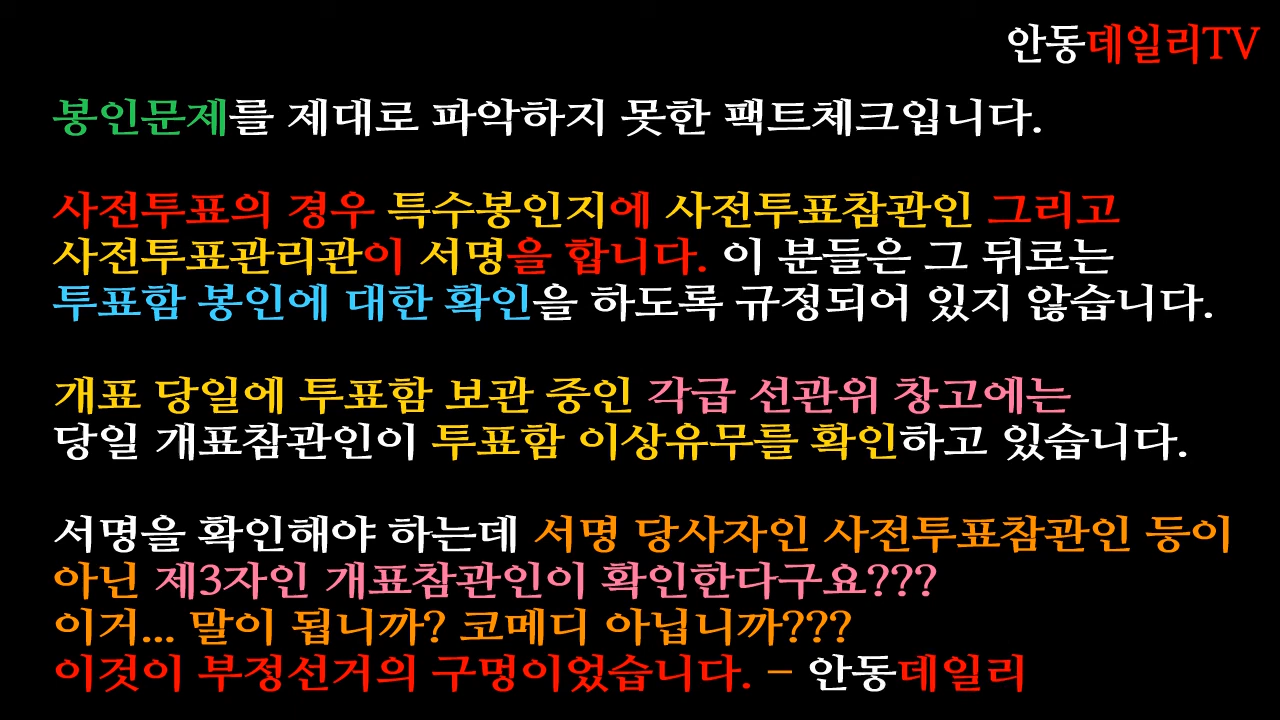 안동데일리TV
봉인문제를 제대로 파악하지 못한 팩트체크입니다.
사전투표의 경우 특수봉인지에 사전투표참관인 그리고
사전투표관리관이 서명을 합니다. 이 분들은 그 뒤로는
투표함 봉인에 대한 확인을 하도록 규정되어 있지 않습니다.
개표 당일에 투표함 보관 중인 각급 선관위 창고에는
당일 개표참관인이 투표함 이상유무를 확인하고 있습니다.
서명을 확인해야 하는데 서명 당사자인 사전투표참관인 등이
아닌 제3자인 개표참관인이 확인한다구요???
이거... 말이 됩니까? 코메디 아닙니까???
이것이 부정선거의 구멍이었습니다. - 안동데일리